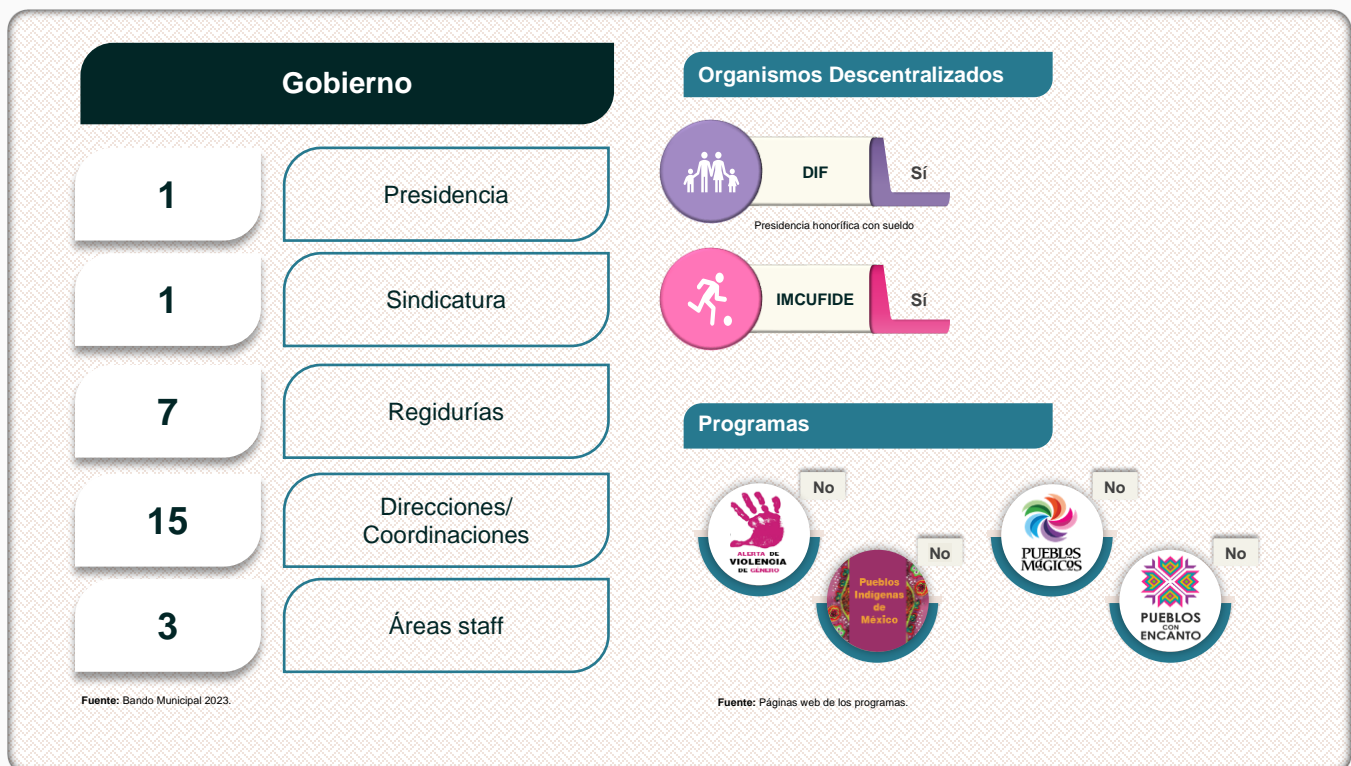 Gobierno
1
Presidencia
1
Sindicatura
7
Regidurías
15
Direcciones/
Coordinaciones
3
Áreas staff
Fuente: Bando Municipal 2023.
Organismos Descentralizados
DIF
Sí
Presidencia honorífica con sueldo
IMCUFIDE
Sí
Programas
No
ALERTA DE
VIOLENCIA
DE GENERO
No
Pueblos
Indígenas
de
México
No
PUEBLOS
MáGICOS
No
PUEBLOS
CON
ENCANTO
Fuente: Páginas web de los programas.